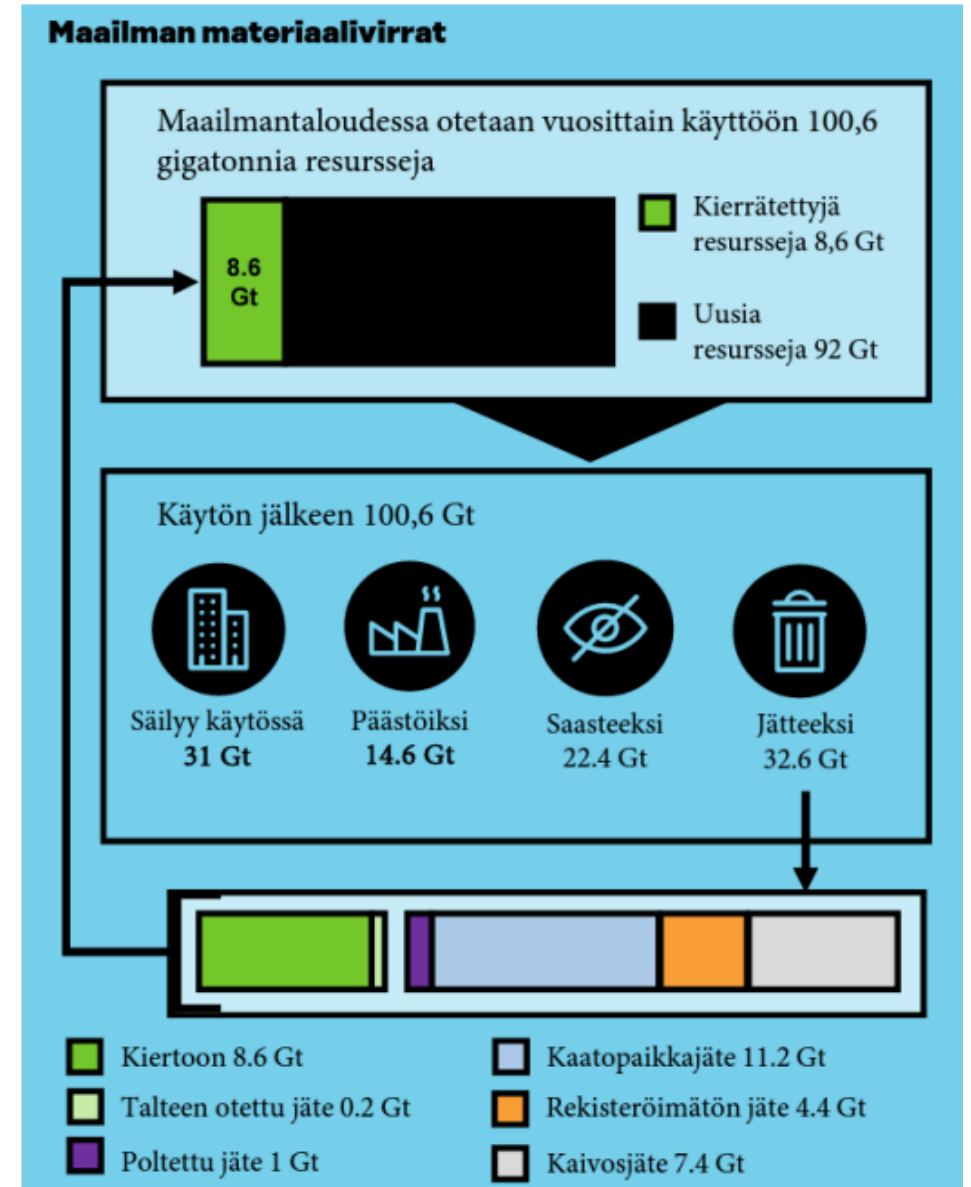 Maailman materiaalivirrat
Maailmantaloudessa otetaan vuosittain käyttöön 100,6
gigatonnia resursseja
8.6
Gt
Kierrätettyjä
resursseja 8,6 Gt
Uusia
resursseja 92 Gt
Käytön jälkeen 100,6 Gt
Säilyy käytössä
31 Gt
Päästöiksi
14.6 Gt
Saasteeksi
22.4 Gt
Jätteeksi
32.6 Gt
Kiertoon 8.6 Gt
Talteen otettu jäte 0.2 Gt
Poltettu jäte 1 Gt
Kaatopaikkajäte 11.2 Gt
Rekisteröimätön jäte 4.4 Gt
Kaivosjäte 7.4 Gt